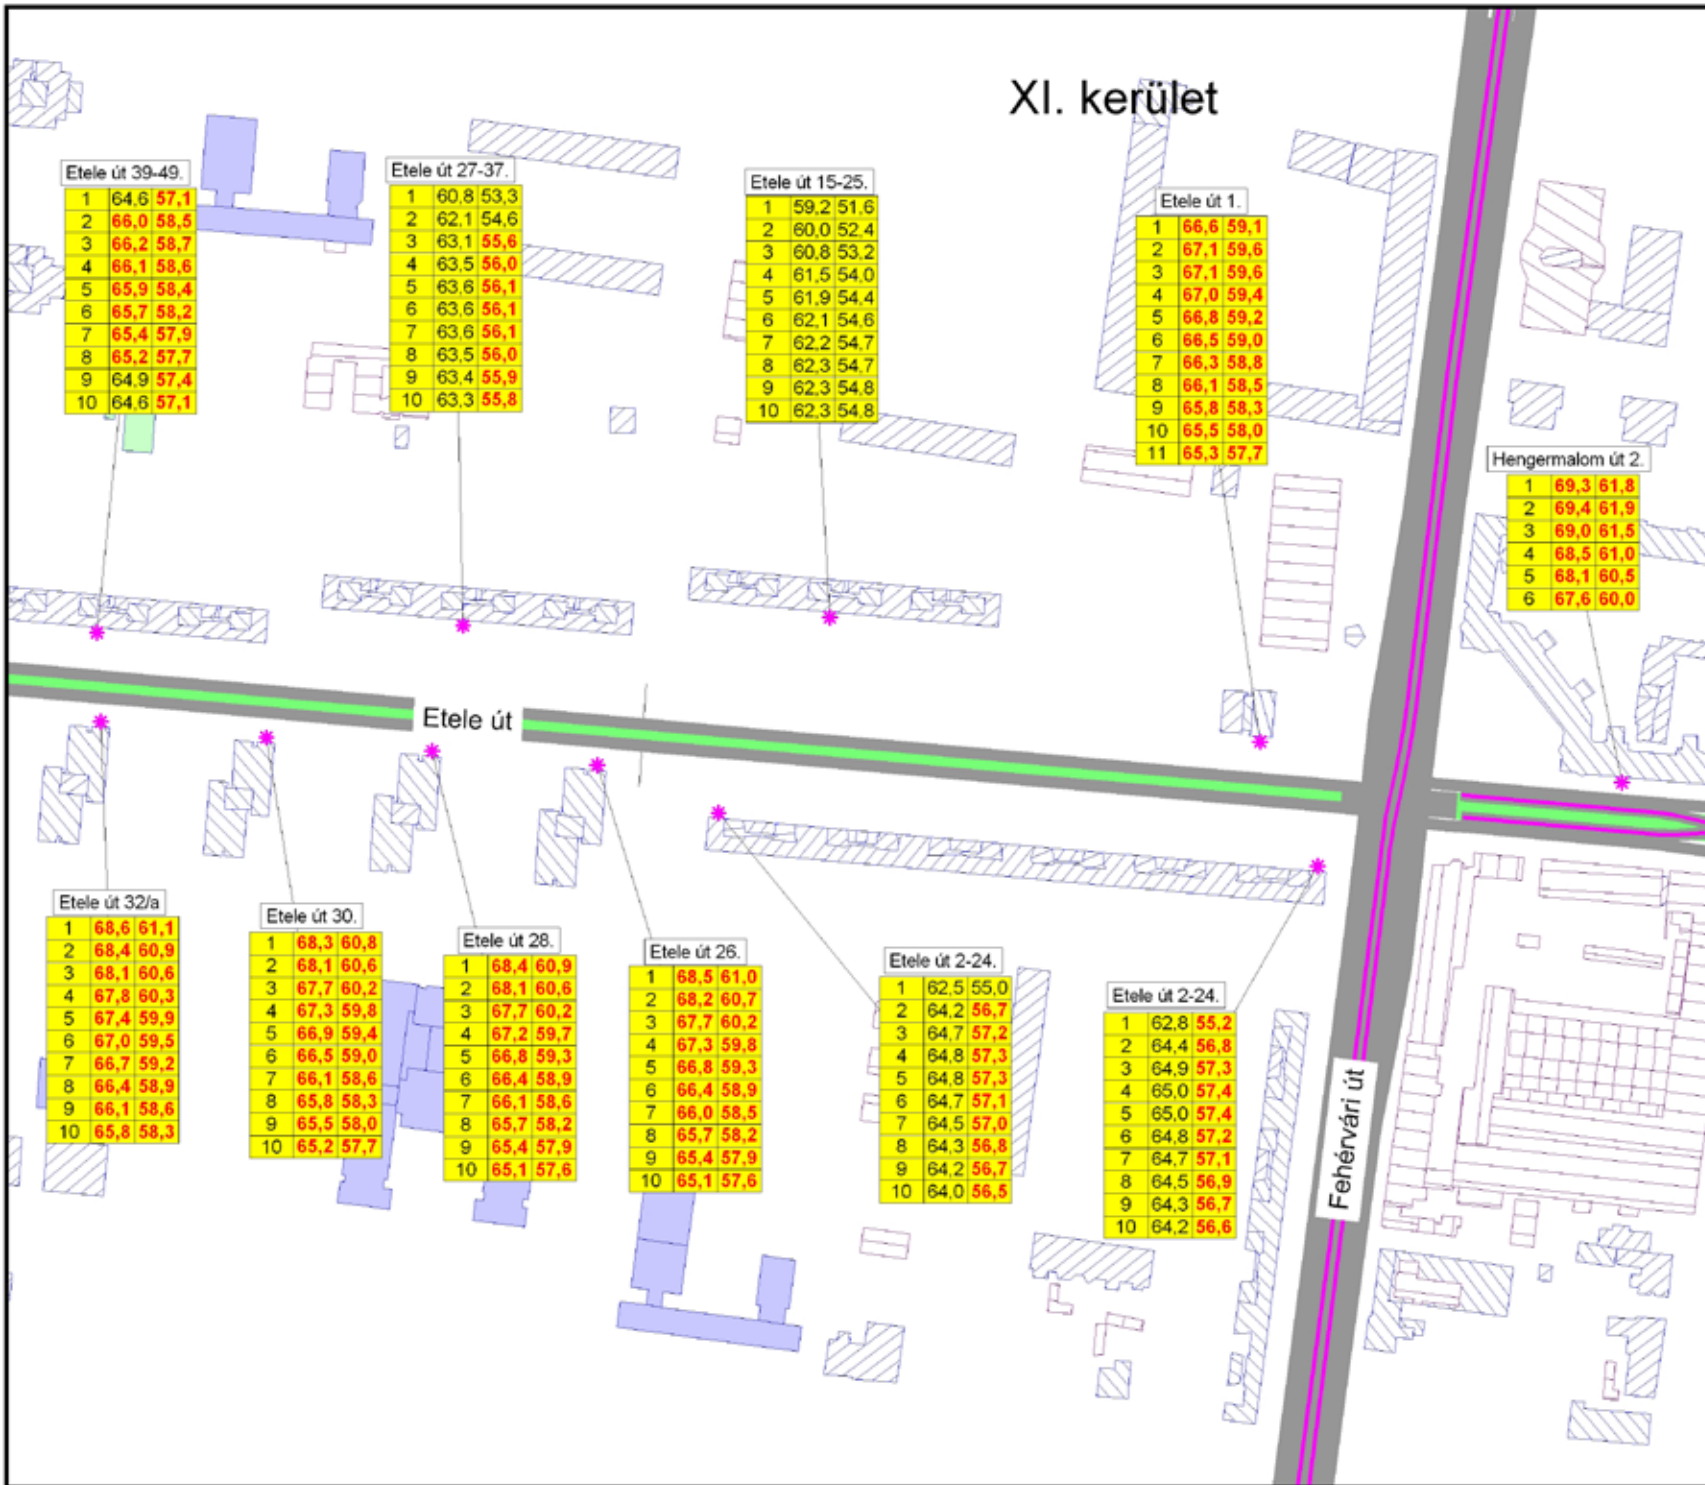 XI. kerület
Etele út 39-49.
1 64,6 57,1
2 66,0 58,5
3 66,2 58,7
4 66,1 58,6
5 65,9 58,4
6 65,7 58,2
7 65,4 57,9
8 65,2 57,7
9 64,9 57,4
10 64,6 57,1
Etele út 27-37.
1 60,8 53,3
2 62,1 54,6
3 63,1 55,6
4 63,5 56,0
5 63,6 56,1
6 63,6 56,1
7 63,6 56,1
8 63,5 56,0
9 63,4 55,9
10 63,3 55,8
Etele út 15-25.
1 59,2 51,6
2 60,0 52,4
3 60,8 53,2
4 61,5 54,0
5 61,9 54,4
6 62,1 54,6
7 62,2 54,7
8 62,3 54,7
9 62,3 54,8
10 62,3 54,8
Etele út 1.
1 66,6 59,1
2 67,1 59,6
3 67,1 59,6
4 67,0 59,4
5 66,8 59,2
6 66,5 59,0
7 66,3 58,8
8 66,1 58,5
9 65,8 58,3
10 65,5 58,0
11 65,3 57,7
Hengermalom út 2.
1 69,3 61,8
2 69,4 61,9
3 69,0 61,5
4 68,5 61,0
5 68,1 60,5
6 67,6 60,0
Etele út
Etele út 32/a
1 68,6 61,1
2 68,4 60,9
3 68,1 60,6
4 67,8 60,3
5 67,4 59,9
6 67,0 59,5
7 66,7 59,2
8 66,4 58,9
9 66,1 58,6
10 65,8 58,3
Etele út 30.
1 68,3 60,8
2 68,1 60,6
3 67,7 60,2
4 67,3 59,8
5 66,9 59,4
6 66,5 59,0
7 66,1 58,6
8 65,8 58,3
9 65,5 58,0
10 65,2 57,7
Etele út 28.
1 68,4 60,9
2 68,1 60,6
3 67,7 60,2
4 67,2 59,7
5 66,8 59,3
6 66,4 58,9
7 66,1 58,6
8 65,7 58,2
9 65,4 57,9
10 65,1 57,6
Etele út 26.
1 68,5 61,0
2 68,2 60,7
3 67,7 60,2
4 67,3 59,8
5 66,8 59,3
6 66,4 58,9
7 66,0 58,5
8 65,7 58,2
9 65,4 57,9
10 65,1 57,6
Etele út 2-24.
1 62,5 55,0
2 64,2 56,7
3 64,7 57,2
4 64,8 57,3
5 64,8 57,3
6 64,7 57,1
7 64,5 57,0
8 64,3 56,8
9 64,2 56,7
10 64,0 56,5
Etele út 2-24.
1 62,8 55,2
2 64,4 56,8
3 64,9 57,3
4 65,0 57,4
5 65,0 57,4
6 64,8 57,2
7 64,7 57,1
8 64,5 56,9
9 64,3 56,7
10 64,2 56,6
Fehérvári út